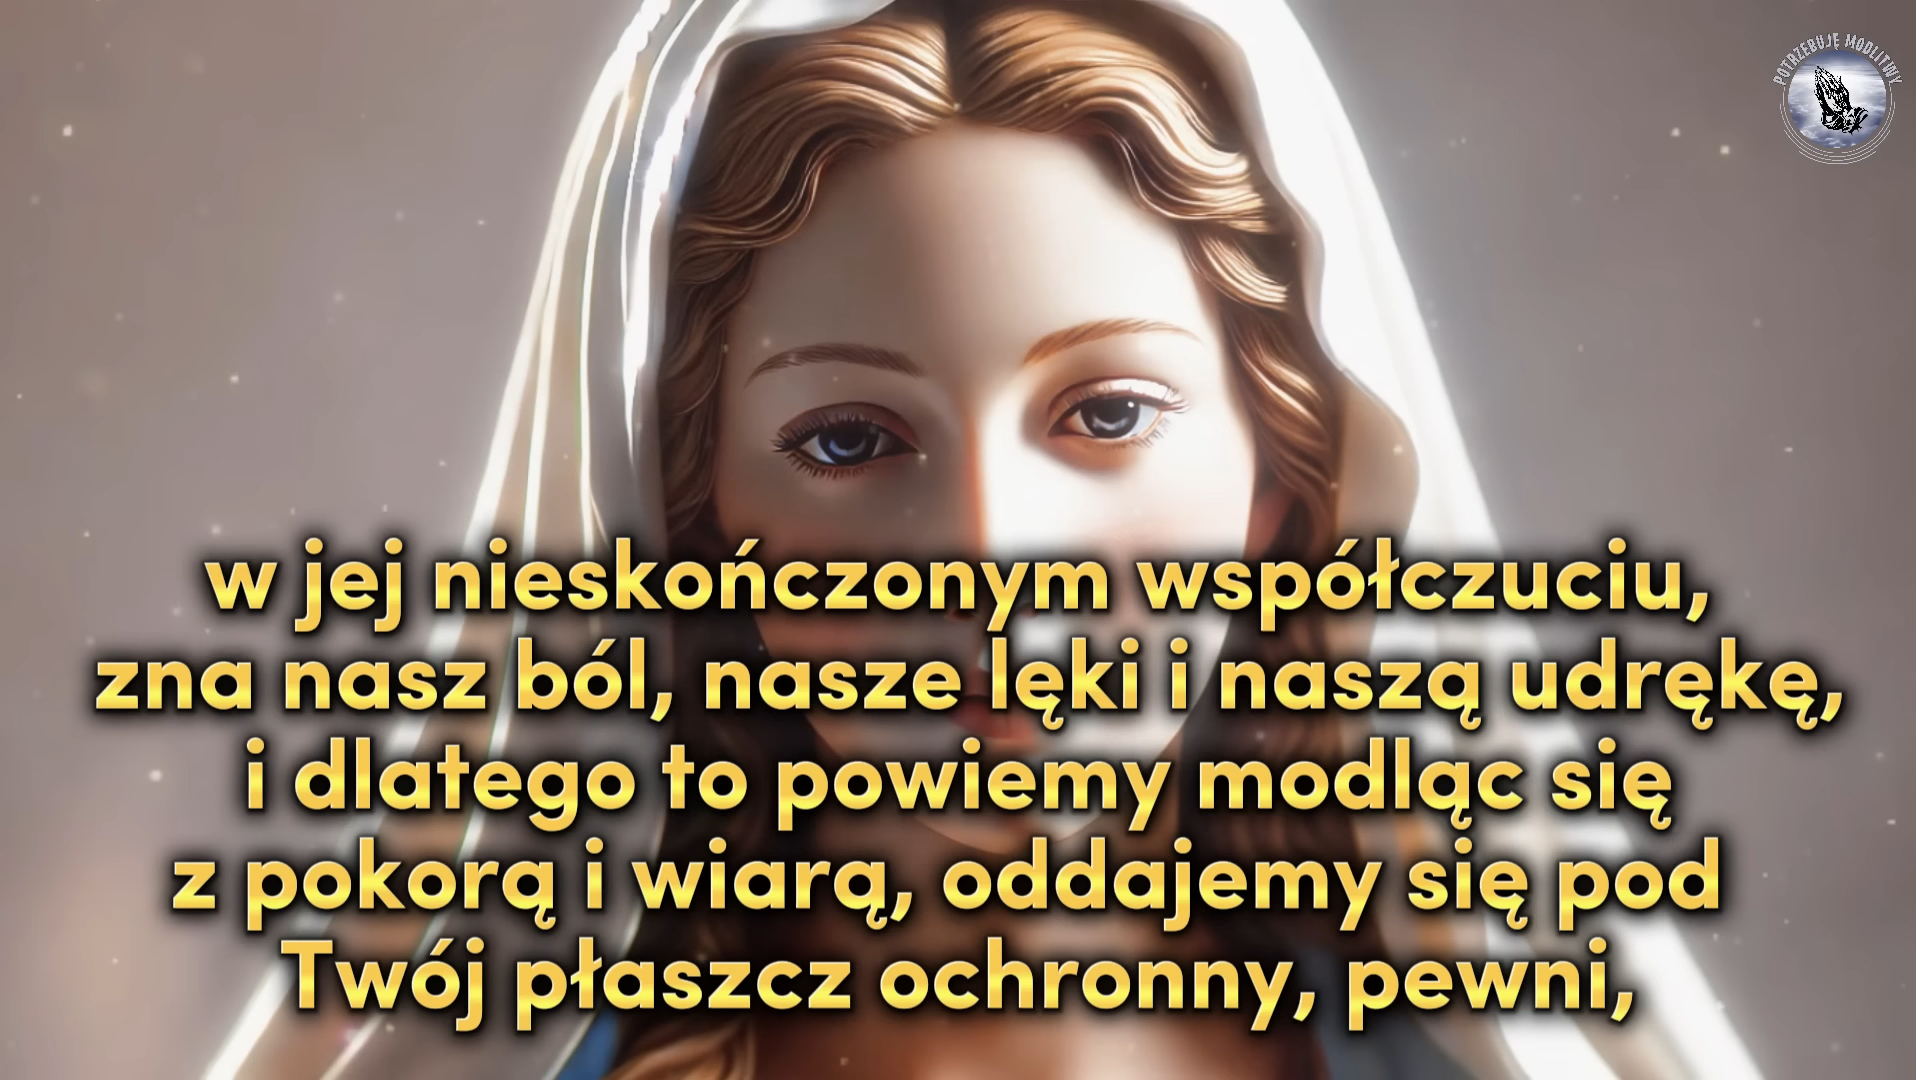 POTRZEBUJĘ MODLITWY
w jej nieskończonym współczuciu,
zna nasz ból, nasze lęki i naszą udrękę,
i dlatego to powiemy modląc się
z pokorą i wiarą, oddajemy się pod
Twój płaszcz ochronny, pewni,